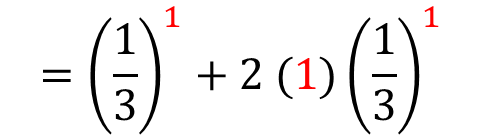 = (1/3)^1 + 2 (1) (1/3)^1